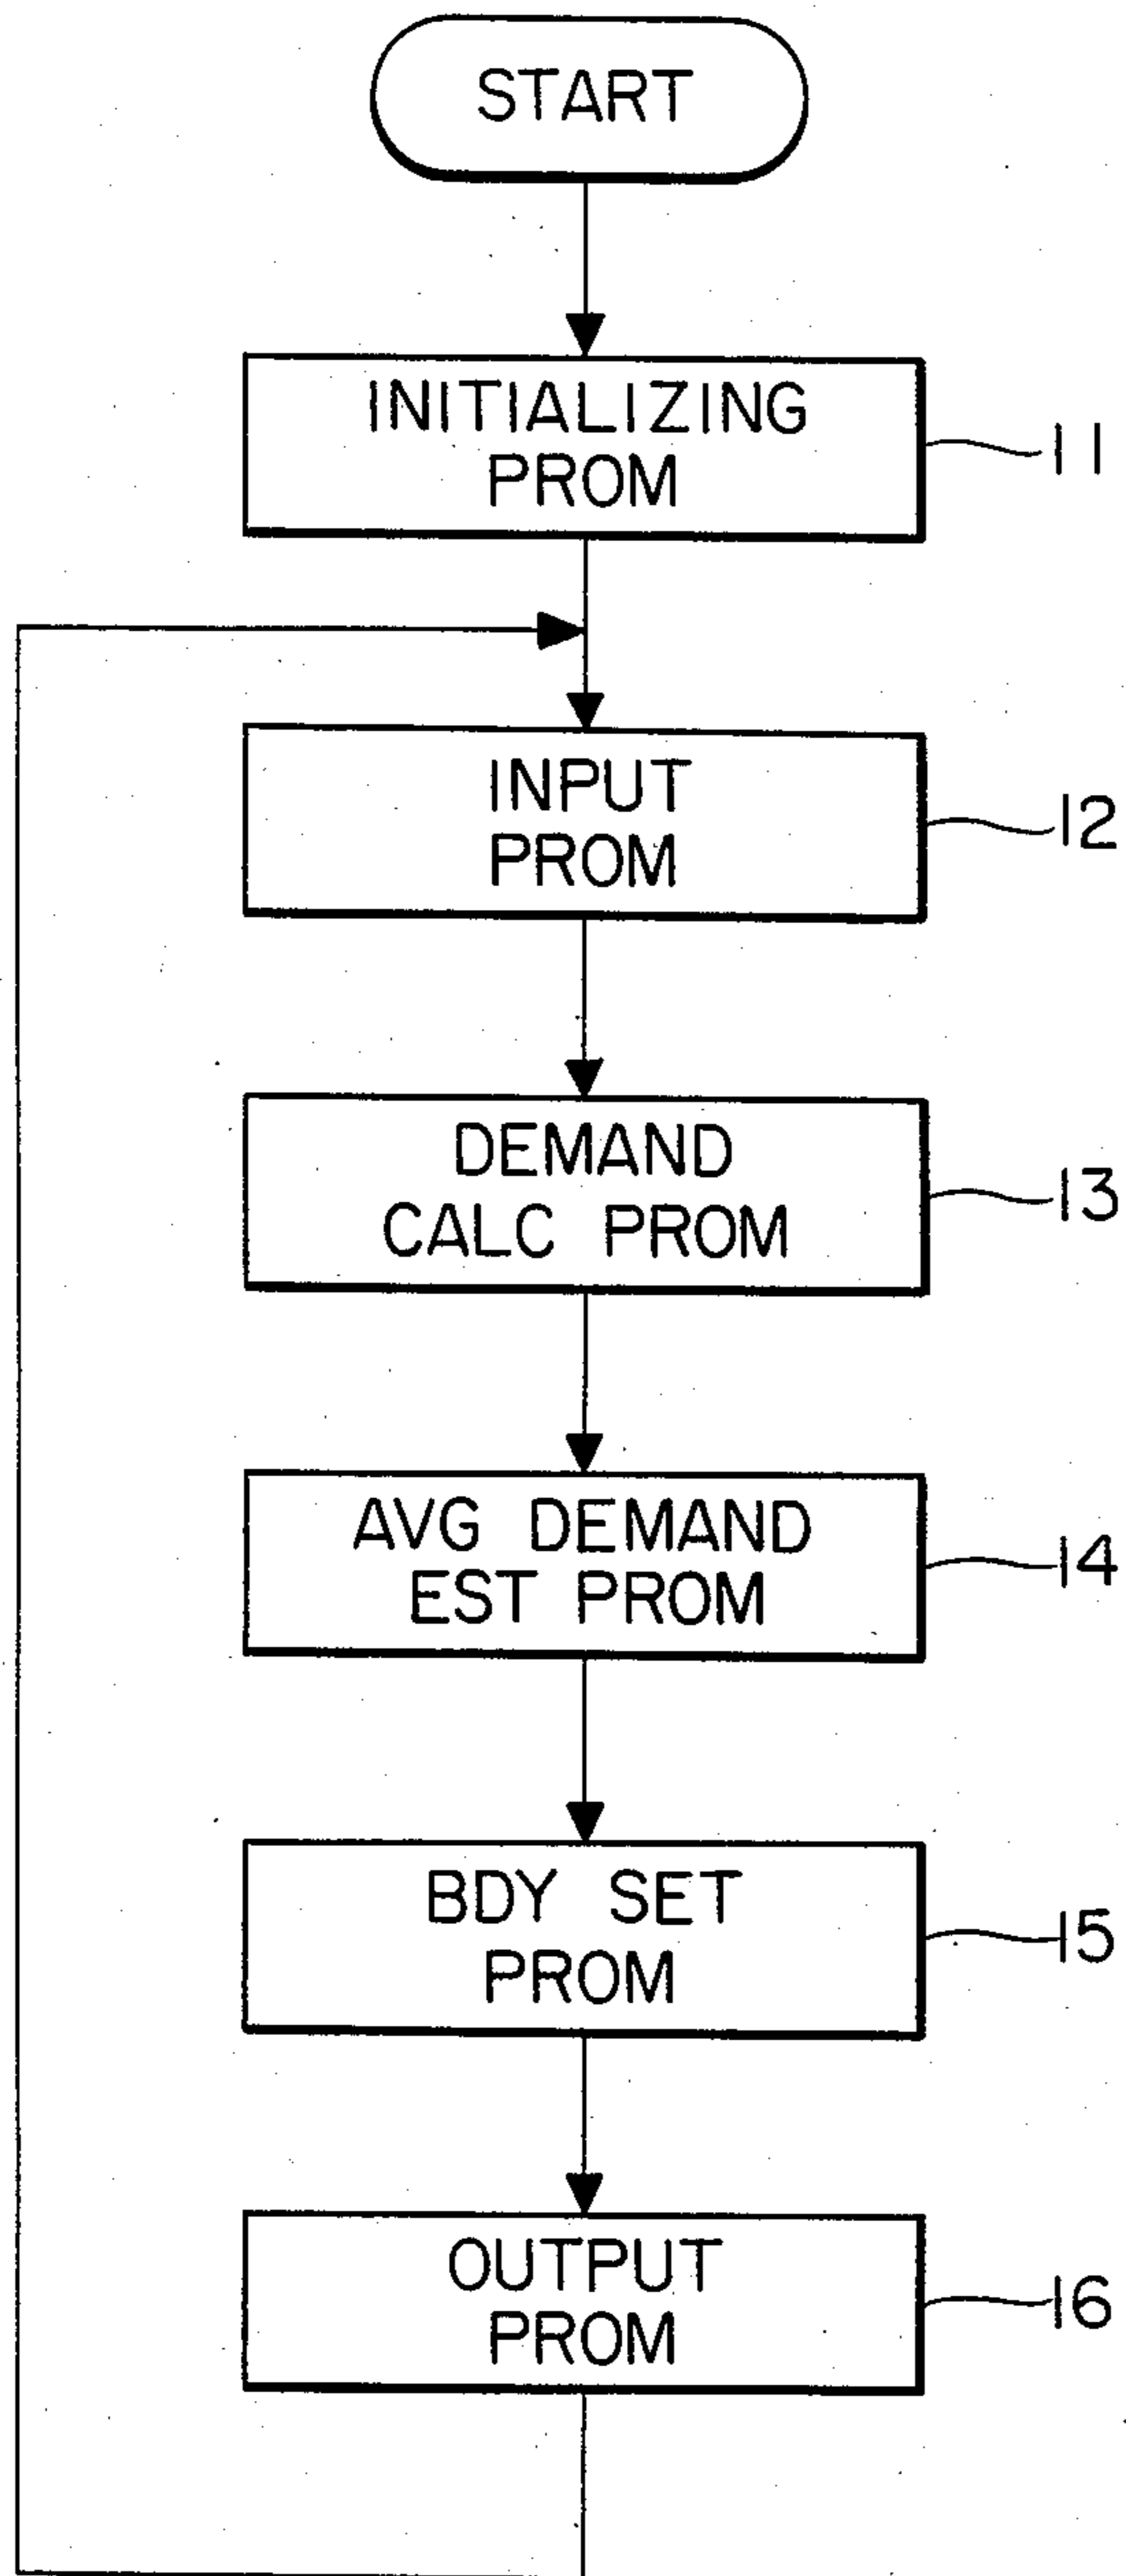 START
INITIALIZING
PROM
11
INPUT
PROM
12
DEMAND
CALC PROM
13
AVG DEMAND
EST PROM
14
BDY SET
PROM
15
OUTPUT
PROM
16